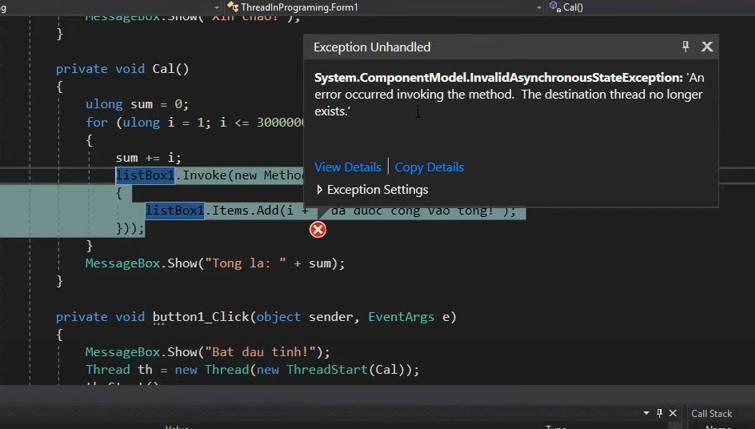 ThreadInPrograming.Form1
Cal()
MessageBox.Show("Xin chao!");
}
private void Cal()
{
ulong sum = 0;
for (ulong i = 1; i <= 3000000
{
sum += i;
listBox1.Invoke(new Metho
{
listBox1.Items.Add(i + da duoc cong vao tong!");
}));
}
MessageBox.Show("Tong la: " + sum);
}
private void button1_Click(object sender, EventArgs e)
{
MessageBox.Show("Bat dau tinh!");
Thread th = new Thread(new ThreadStart(Cal));
Exception Unhandled
System.ComponentModel.InvalidAsynchronousStateException: 'An
error occurred invoking the method. The destination thread no longer
exists.'
View Details | Copy Details
Exception Settings
Call Stack
Value
Type
Name